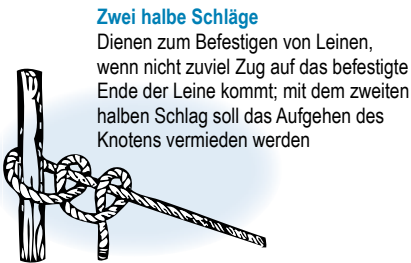 Zwei halbe Schläge
Dienen zum Befestigen von Leinen,
wenn nicht zuviel Zug auf das befestigte
Ende der Leine kommt; mit dem zweiten
halben Schlag soll das Aufgehen des
Knotens vermieden werden